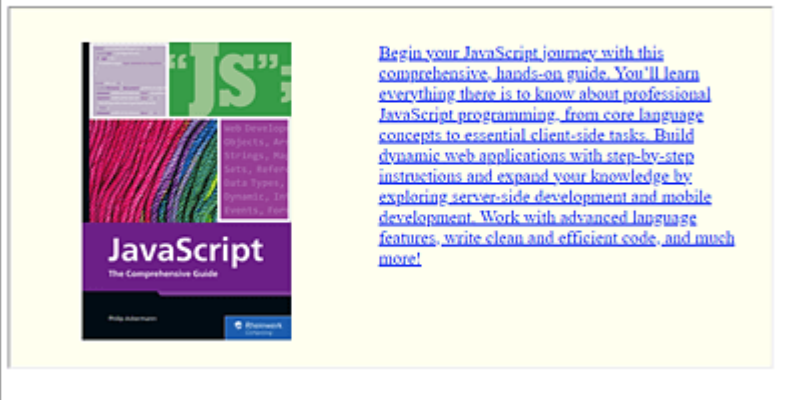 "JS";
Web Develop
Objects, Ar
Strings, Ma
Sets, Refer
Data Types,
Dynamic, In
Events, For
JavaScript
The Comprehensive Guide
Philip Ackermann
Rheinwerk
Computing
Begin your JavaScript journey with this
comprehensive, hands-on guide. You’ll learn
everything there is to know about professional
JavaScript programming, from core language
concepts to essential client-side tasks. Build
dynamic web applications with step-by-step
instructions and expand your knowledge by
exploring server-side development and mobile
development. Work with advanced language
features, write clean and efficient code, and much
more!